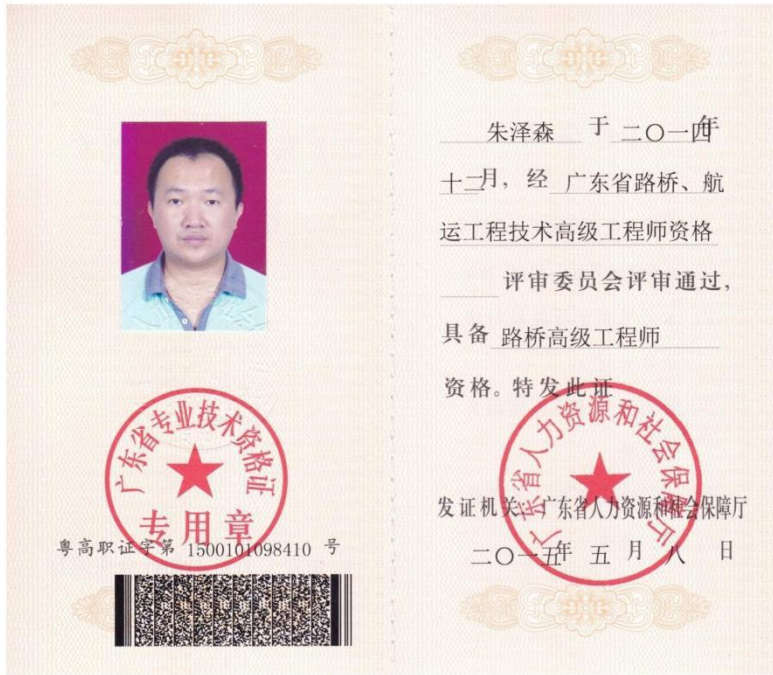 广东省专业技术资格证
专用章
粤高职证字第 1500101098410 号
朱泽森 于 二〇一四年
十二月，经 广东省路桥、航
运工程技术高级工程师资格
评审委员会评审通过，
具备 路桥高级工程师
资格。特发此证
广东省人力资源和社会保障厅
发证机关：广东省人力资源和社会保障厅
二〇一五年 五 月 八 日